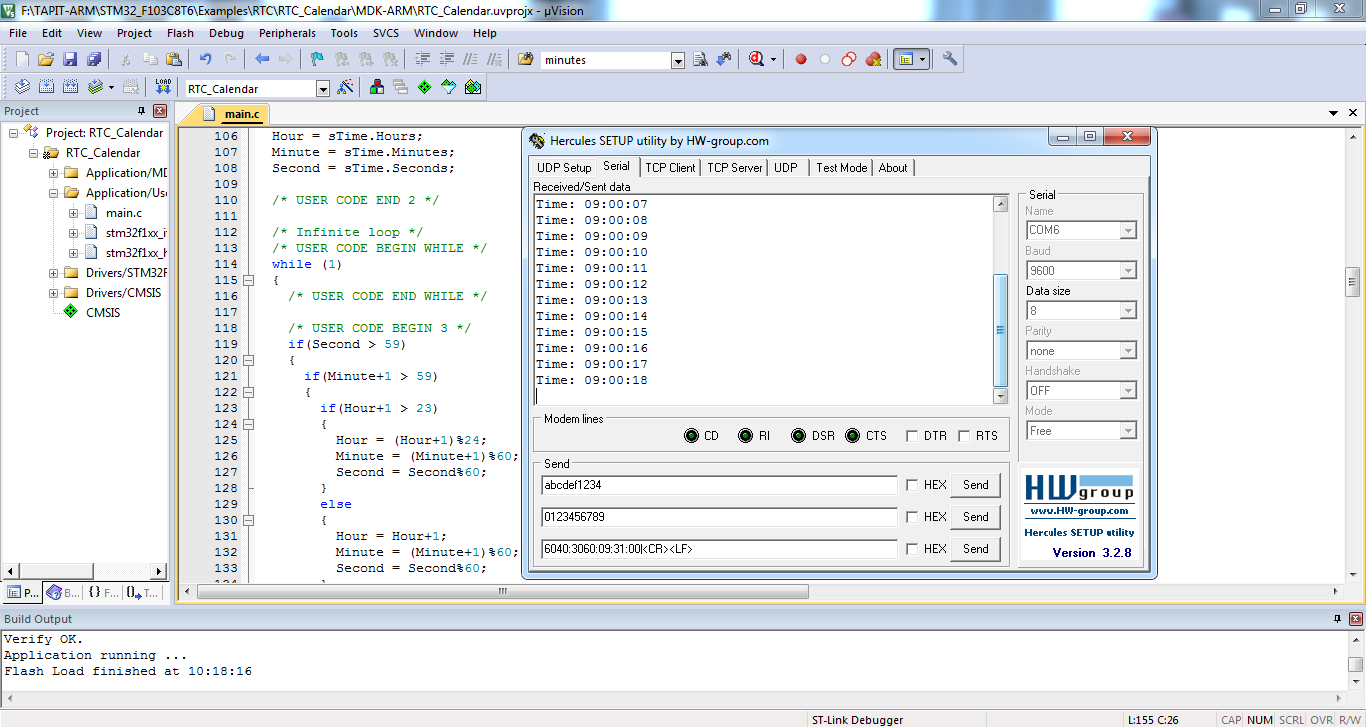 F:\TAPIT-ARM\STM32_F103C8T6\Examples\RTC\RTC_Calendar\MDK-ARM\RTC_Calendar.uvprojx - µVision
File Edit View Project Flash Debug Peripherals Tools SVCS Window Help
minutes
LOAD
RTC_Calendar
Project
Project: RTC_Calendar
RTC_Calendar
Application/MD
Application/Use
main.c
stm32f1xx_it
stm32f1xx_h
Drivers/STM32F
Drivers/CMSIS
CMSIS
P... B... {} F... T...
main.c
106 Hour = sTime.Hours;
107 Minute = sTime.Minutes;
108 Second = sTime.Seconds;
109
110 /* USER CODE END 2 */
111
112 /* Infinite loop */
113 /* USER CODE BEGIN WHILE */
114 while (1)
115 {
116 /* USER CODE END WHILE */
117
118 /* USER CODE BEGIN 3 */
119 if(Second > 59)
120 {
121 if(Minute+1 > 59)
122 {
123 if(Hour+1 > 23)
124 {
125 Hour = (Hour+1)%24;
126 Minute = (Minute+1)%60;
127 Second = Second%60;
128 }
129 else
130 {
131 Hour = Hour+1;
132 Minute = (Minute+1)%60;
133 Second = Second%60;
134 }
Hercules SETUP utility by HW-group.com
UDP Setup Serial TCP Client TCP Server UDP Test Mode About
Received/Sent data
Time: 09:00:07
Time: 09:00:08
Time: 09:00:09
Time: 09:00:10
Time: 09:00:11
Time: 09:00:12
Time: 09:00:13
Time: 09:00:14
Time: 09:00:15
Time: 09:00:16
Time: 09:00:17
Time: 09:00:18
Modem lines
CD RI DSR CTS DTR RTS
Send
abcdef1234 HEX Send
0123456789 HEX Send
6040:3060:09:31:00|<CR><LF> HEX Send
Serial
Name
COM6
Baud
9600
Data size
8
Parity
none
Handshake
OFF
Mode
Free
HW group
www.HW-group.com
Hercules SETUP utility
Version 3.2.8
Build Output
Verify OK.
Application running ...
Flash Load finished at 10:18:16
ST-Link Debugger L:155 C:26 CAP NUM SCRL OVR R/W